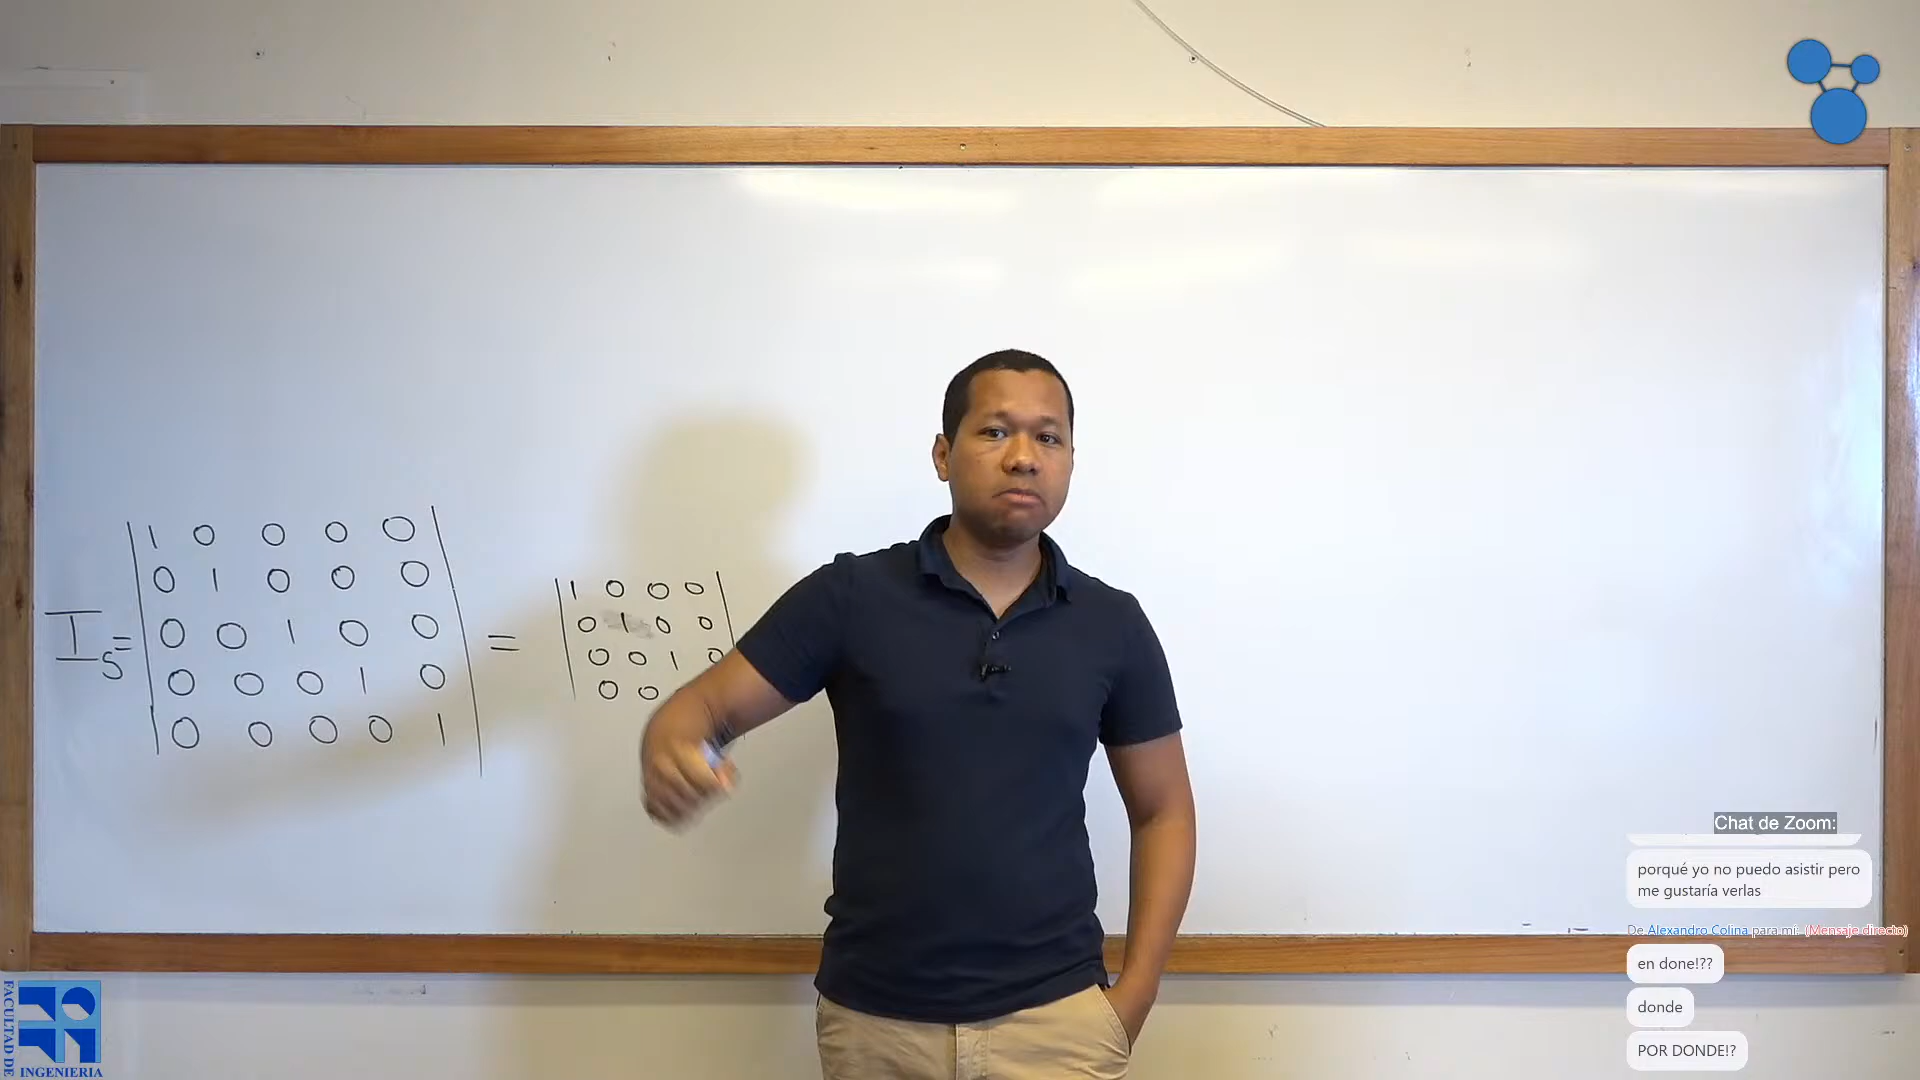 1 0 0 0 0
0 1 0 0 0
I5= 0 0 1 0 0 =
0 0 0 1 0
0 0 0 0 1
1 0 0 0
0 1 0 0
0 0 1 0
0 0
Chat de Zoom:
porqué yo no puedo asistir pero
me gustaría verlas
De Alexandro Colina para mí: (Mensaje directo)
en done!??
donde
POR DONDE!?
FACULTAD DE
INGENIERIA